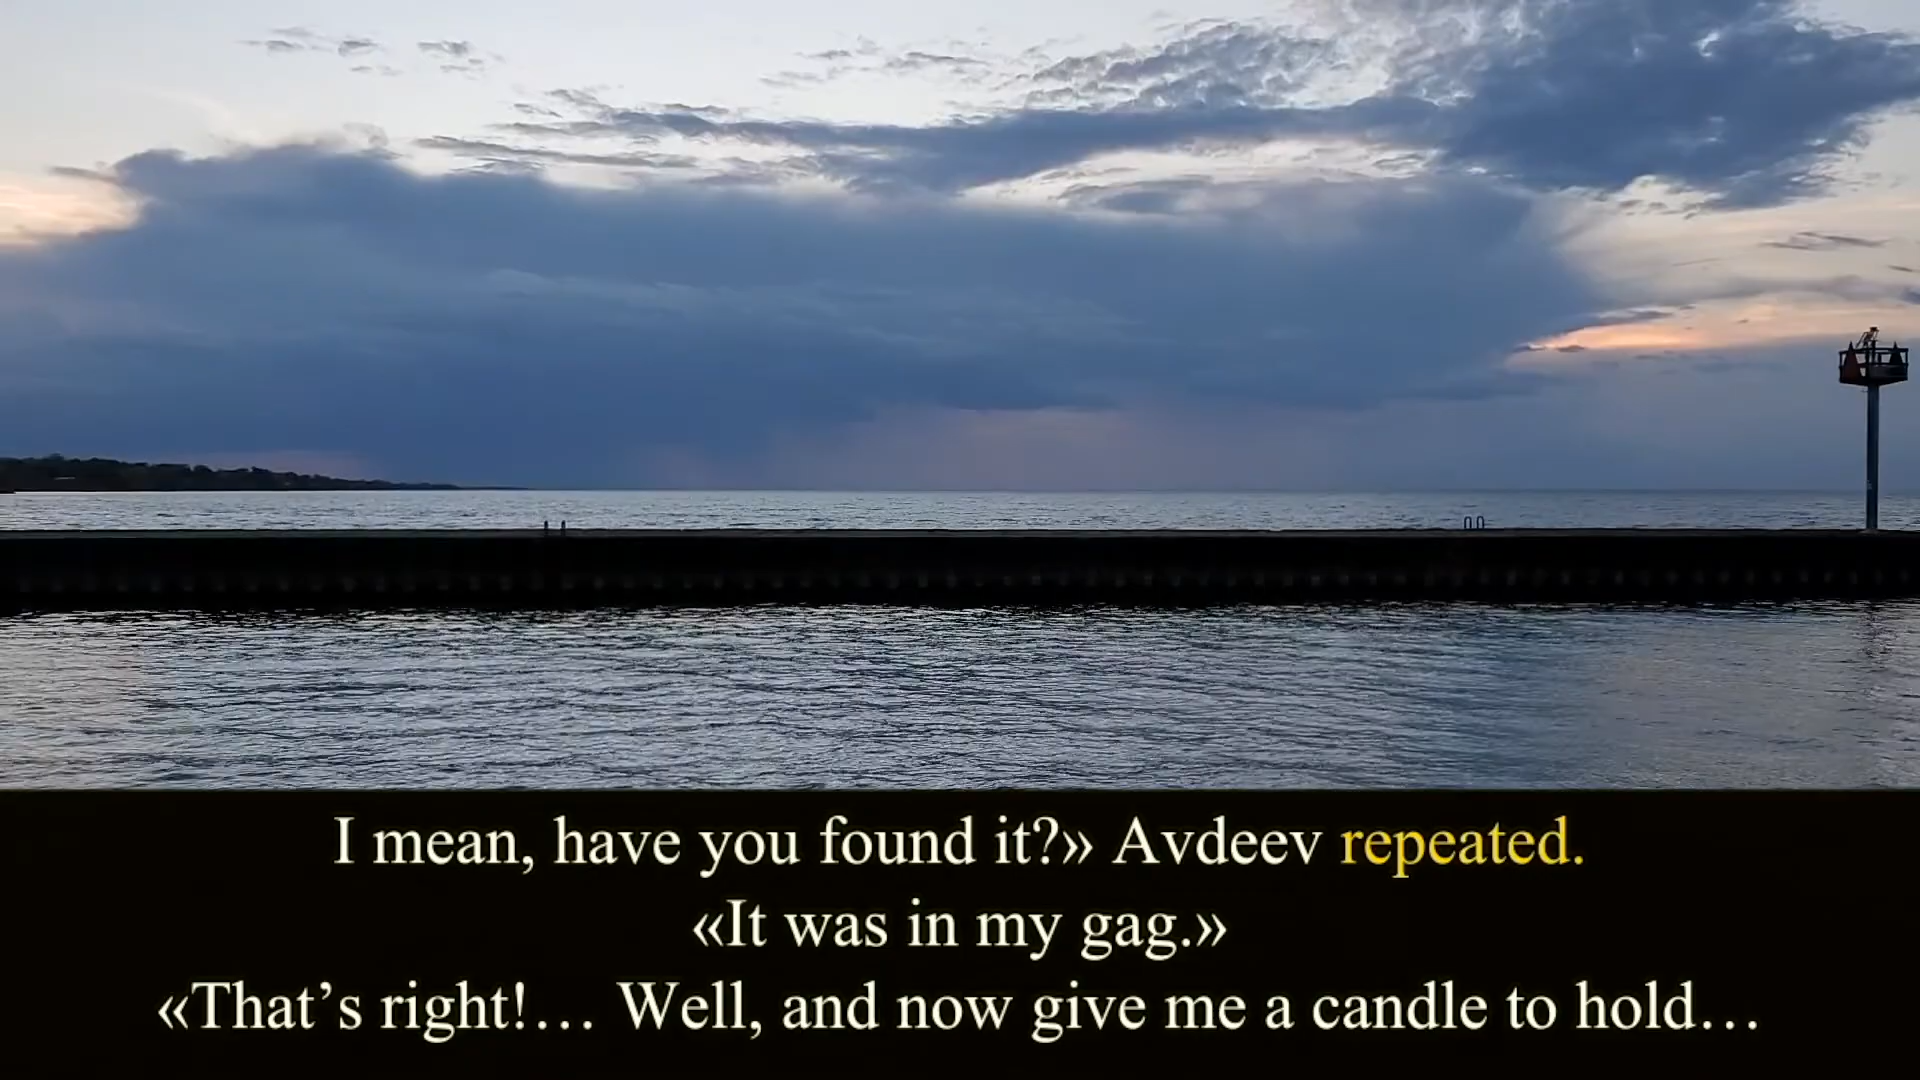 I mean, have you found it?» Avdeev repeated.
«It was in my gag.»
«That’s right!… Well, and now give me a candle to hold…